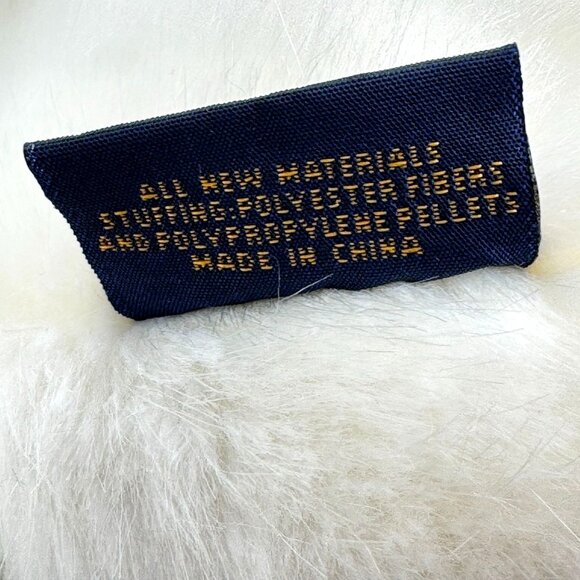 ALL NEW MATERIALS
STUFFING:POLYESTER FIBERS
AND POLYPROPYLENE PELLETS
MADE IN CHINA